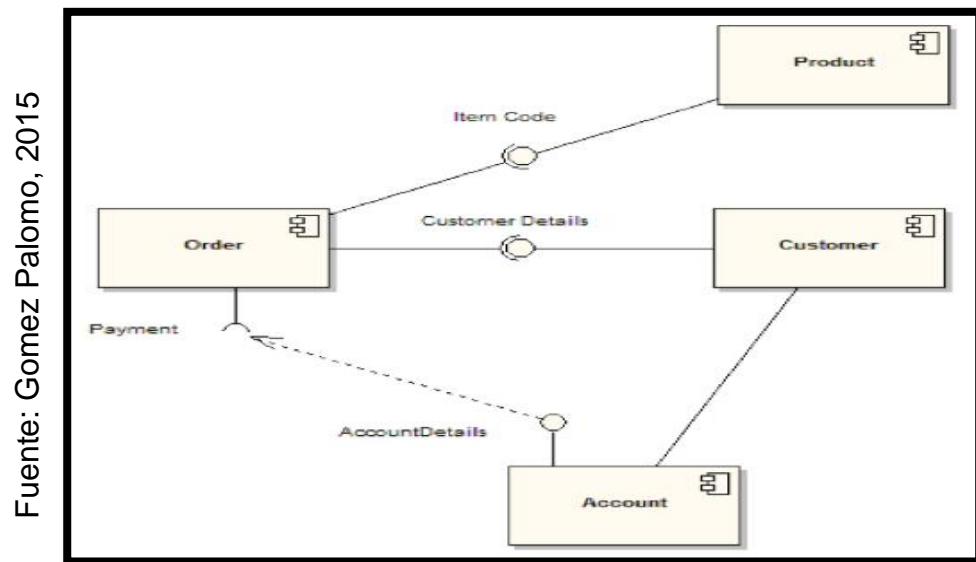 Fuente: Gomez Palomo, 2015
Product
Item Code
Order
Customer Details
Customer
Payment
AccountDetails
Account